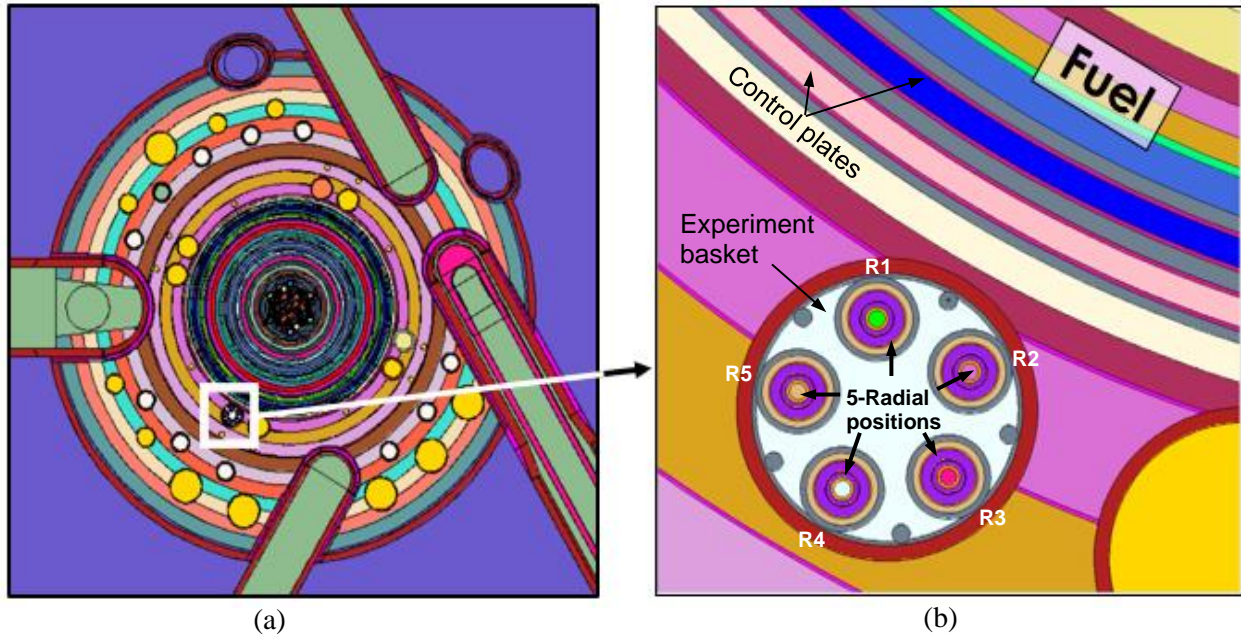 Fuel
Control plates
Experiment
basket
R1
R2
R5
5-Radial
positions
R4
R3
(a)
(b)